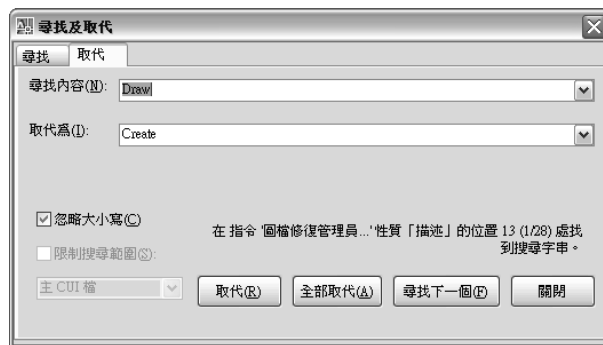 尋找及取代
尋找 取代
尋找內容(N): Draw
取代為(I): Create
忽略大小寫(C)
在 指令 '圖檔修復管理員...' 性質「描述」的位置 13 (1/28) 處找
到搜尋字串。
限制搜尋範圍(S):
主 CUI 檔
取代(R) 全部取代(A) 尋找下一個(F) 關閉